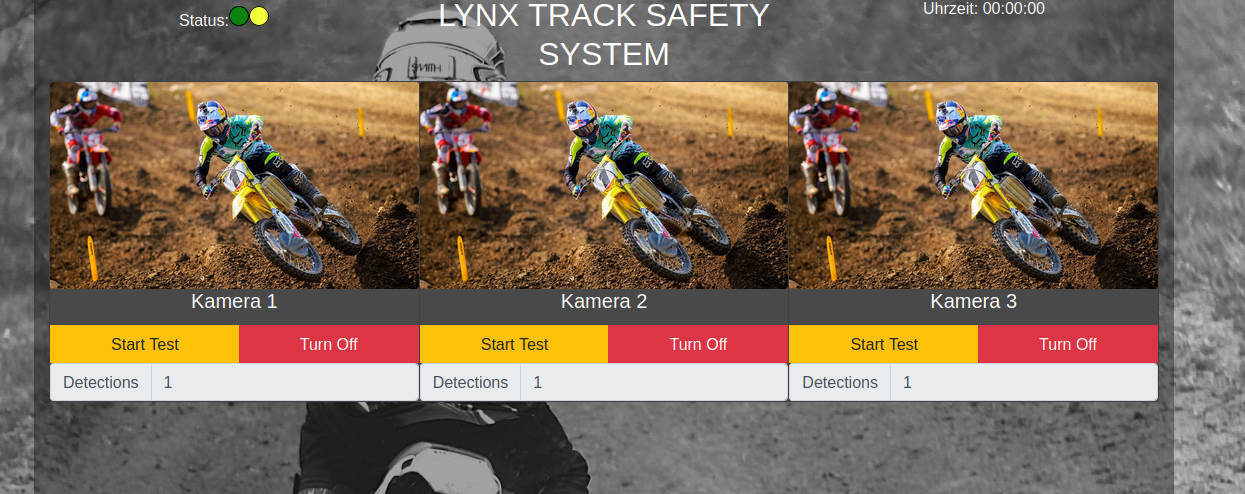 Status:
LYNX TRACK SAFETY
SYSTEM
Uhrzeit: 00:00:00
SMITH
Kamera 1
Kamera 2
Kamera 3
Start Test
Turn Off
Start Test
Turn Off
Start Test
Turn Off
Detections
1
Detections
1
Detections
1